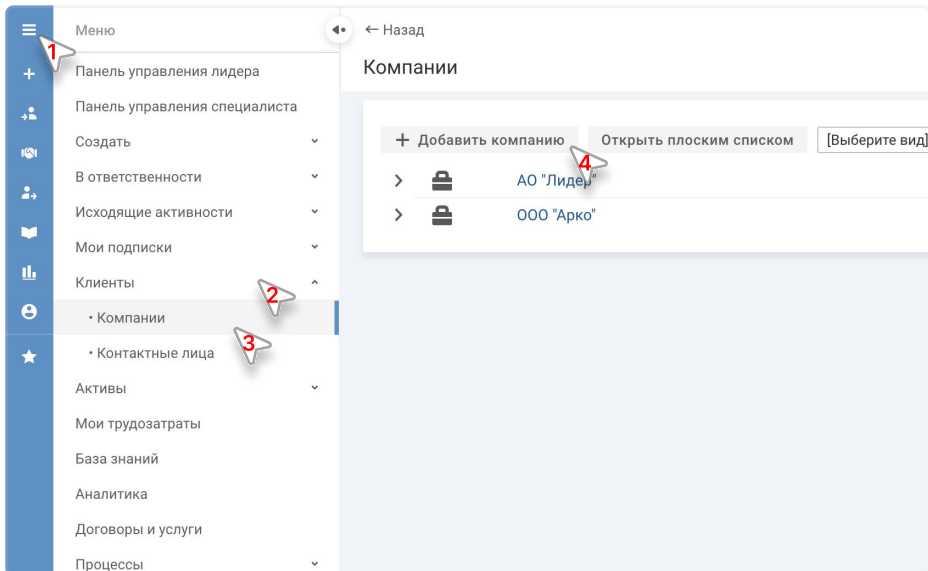 Меню
Панель управления лидера
Панель управления специалиста
Создать
В ответственности
Исходящие активности
Мои подписки
Клиенты
• Компании
• Контактные лица
Активы
Мои трудозатраты
База знаний
Аналитика
Договоры и услуги
Процессы
1
2
3
← Назад
Компании
+ Добавить компанию
Открыть плоским списком
[Выберите вид]
4
АО "Лидер"
ООО "Арко"